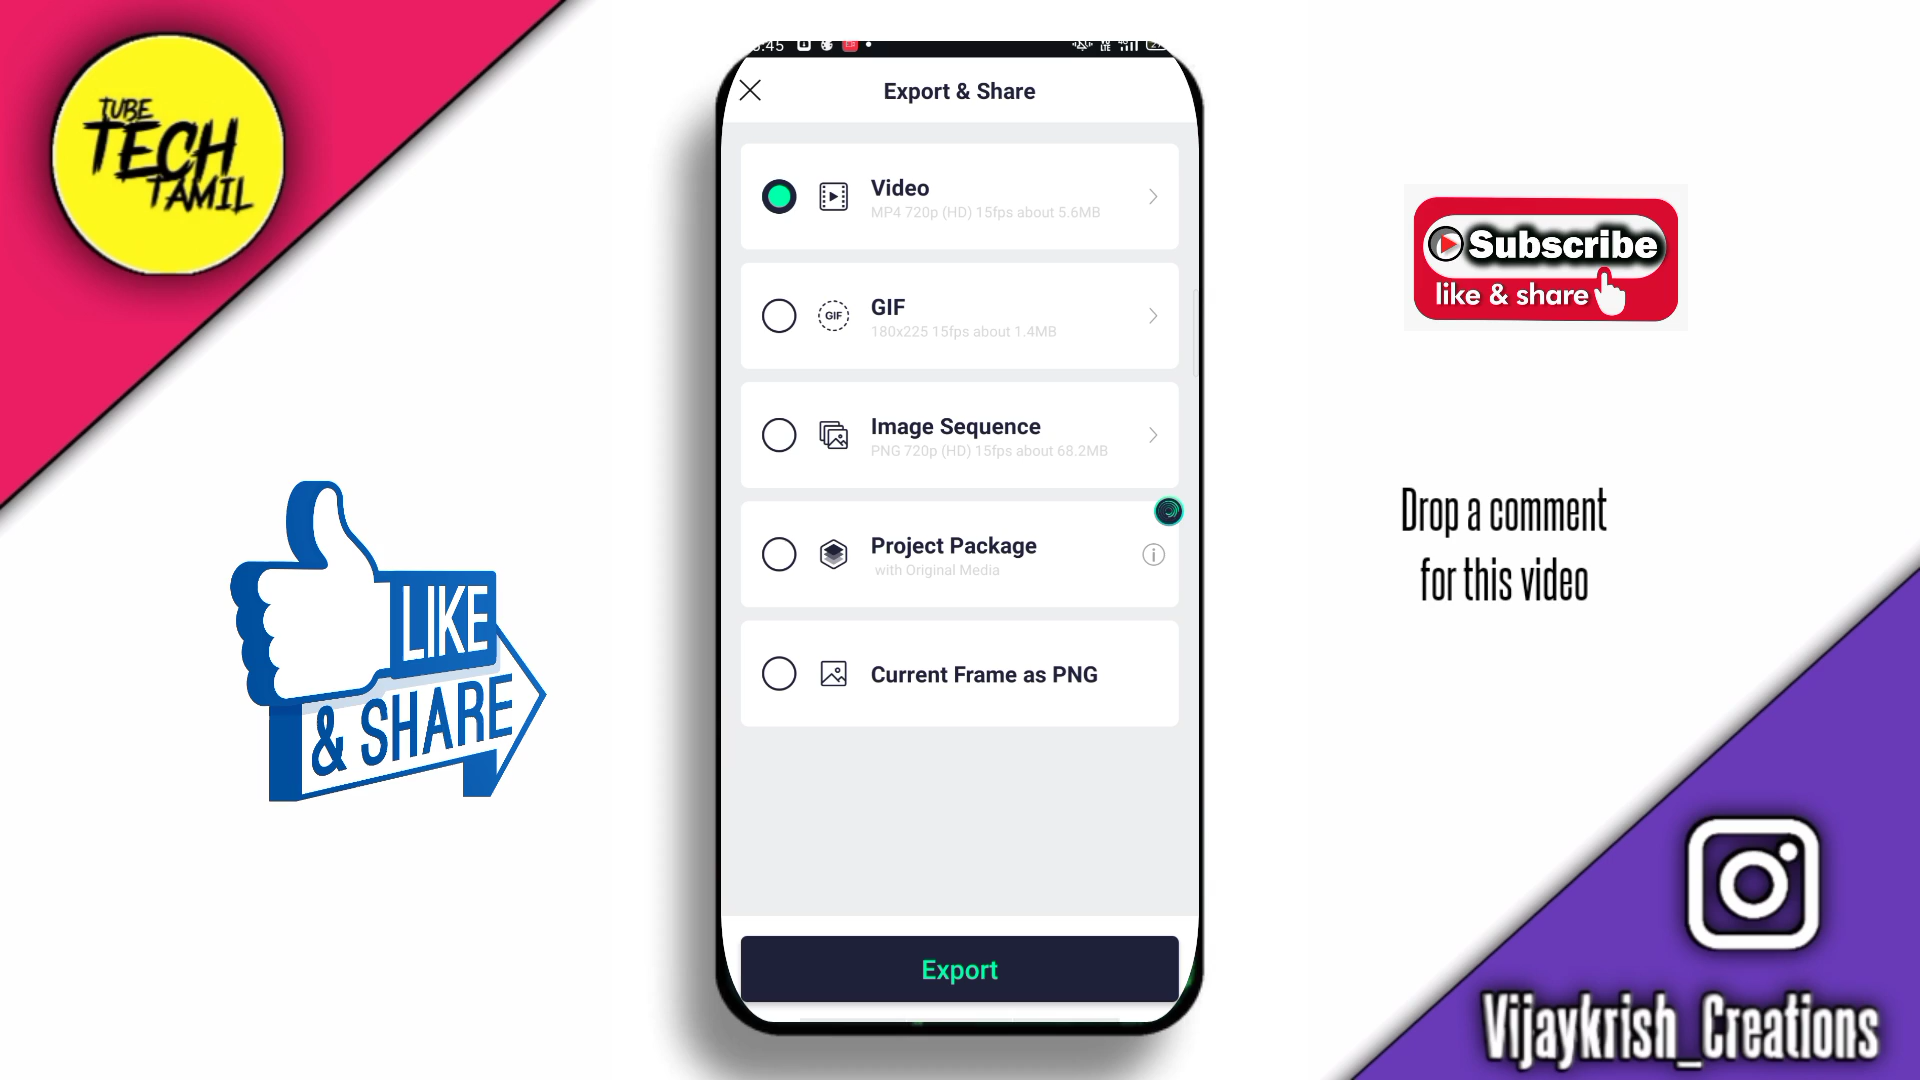 TUBE
TECH
TAMIL
:45
Export & Share
Video
MP4 720p (HD) 15fps about 5.6MB
GIF
GIF
180x225 15fps about 1.4MB
Image Sequence
PNG 720p (HD) 15fps about 68.2MB
Project Package
with Original Media
Current Frame as PNG
Export
LIKE
& SHARE
Subscribe
like & share
Drop a comment
for this video
Vijaykrish_Creations